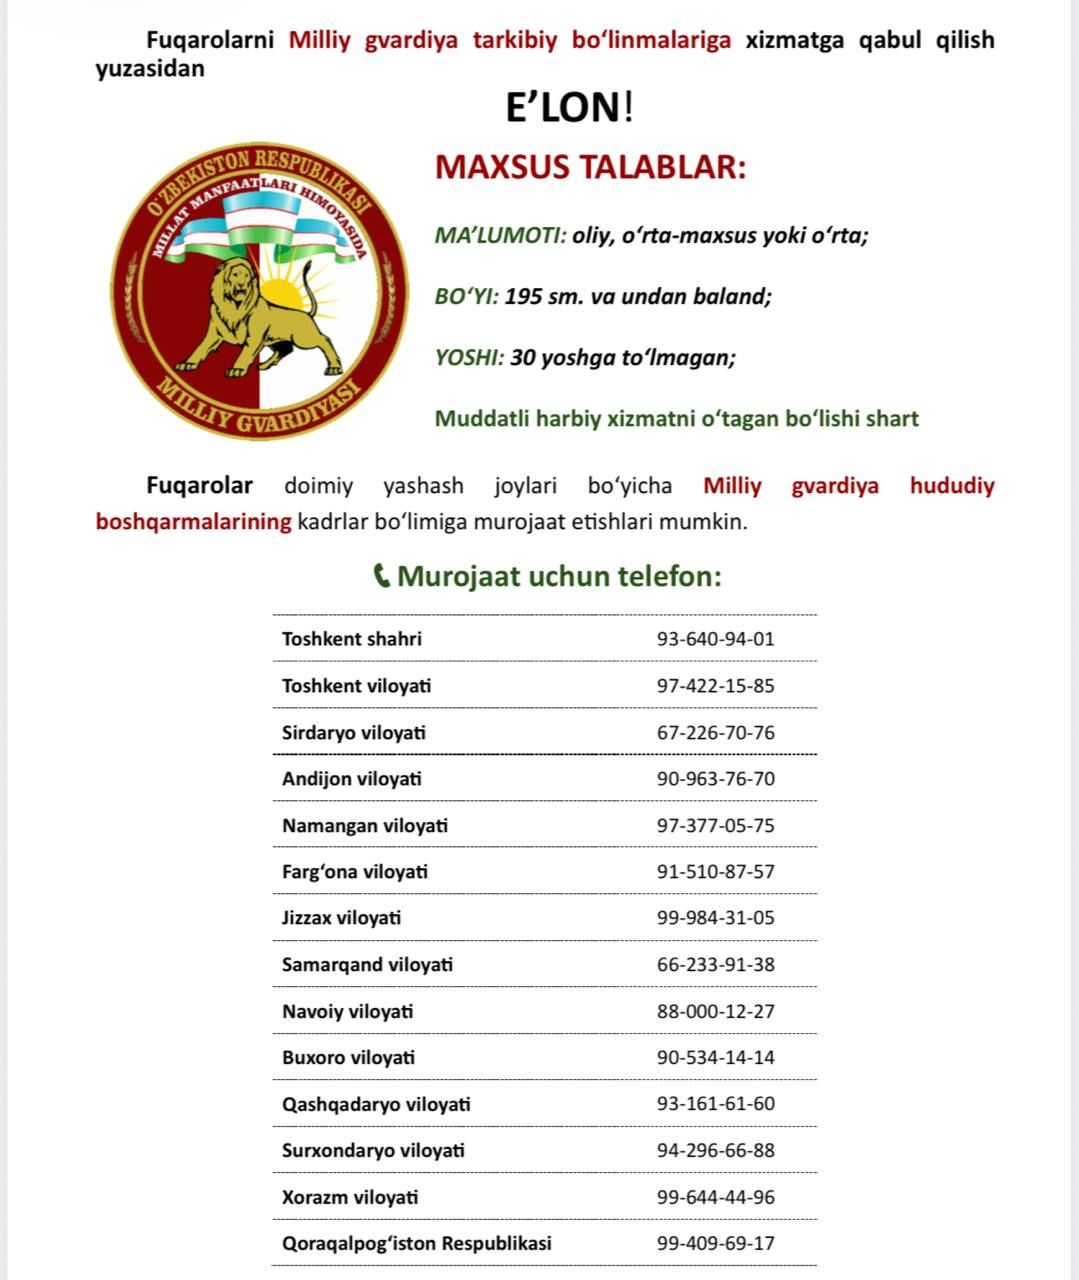 Fuqarolarni Milliy gvardiya tarkibiy bo‘linmalariga xizmatga qabul qilish
yuzasidan
E’LON!
O‘ZBEKISTON RESPUBLIKASI
MILLAT MANFAATLARI HIMOYASIDA
MILLIY GVARDIYASI
MAXSUS TALABLAR:
MA’LUMOTI: oliy, o‘rta-maxsus yoki o‘rta;
BO‘YI: 195 sm. va undan baland;
YOSHI: 30 yoshga to‘lmagan;
Muddatli harbiy xizmatni o‘tagan bo‘lishi shart
Fuqarolar doimiy yashash joylari bo‘yicha Milliy gvardiya hududiy
boshqarmalarining kadrlar bo‘limiga murojaat etishlari mumkin.
Murojaat uchun telefon:
Toshkent shahri 93-640-94-01
Toshkent viloyati 97-422-15-85
Sirdaryo viloyati 67-226-70-76
Andijon viloyati 90-963-76-70
Namangan viloyati 97-377-05-75
Farg‘ona viloyati 91-510-87-57
Jizzax viloyati 99-984-31-05
Samarqand viloyati 66-233-91-38
Navoiy viloyati 88-000-12-27
Buxoro viloyati 90-534-14-14
Qashqadaryo viloyati 93-161-61-60
Surxondaryo viloyati 94-296-66-88
Xorazm viloyati 99-644-44-96
Qoraqalpog‘iston Respublikasi 99-409-69-17